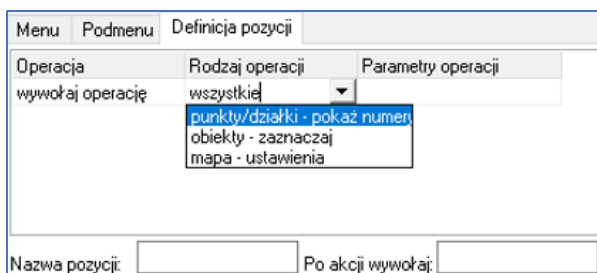 Menu Podmenu Definicja pozycji
Operacja Rodzaj operacji Parametry operacji
wywołaj operację wszystkie
punkty/działki - pokaż numery
obiekty - zaznaczaj
mapa - ustawienia
Nazwa pozycji: Po akcji wywołaj: